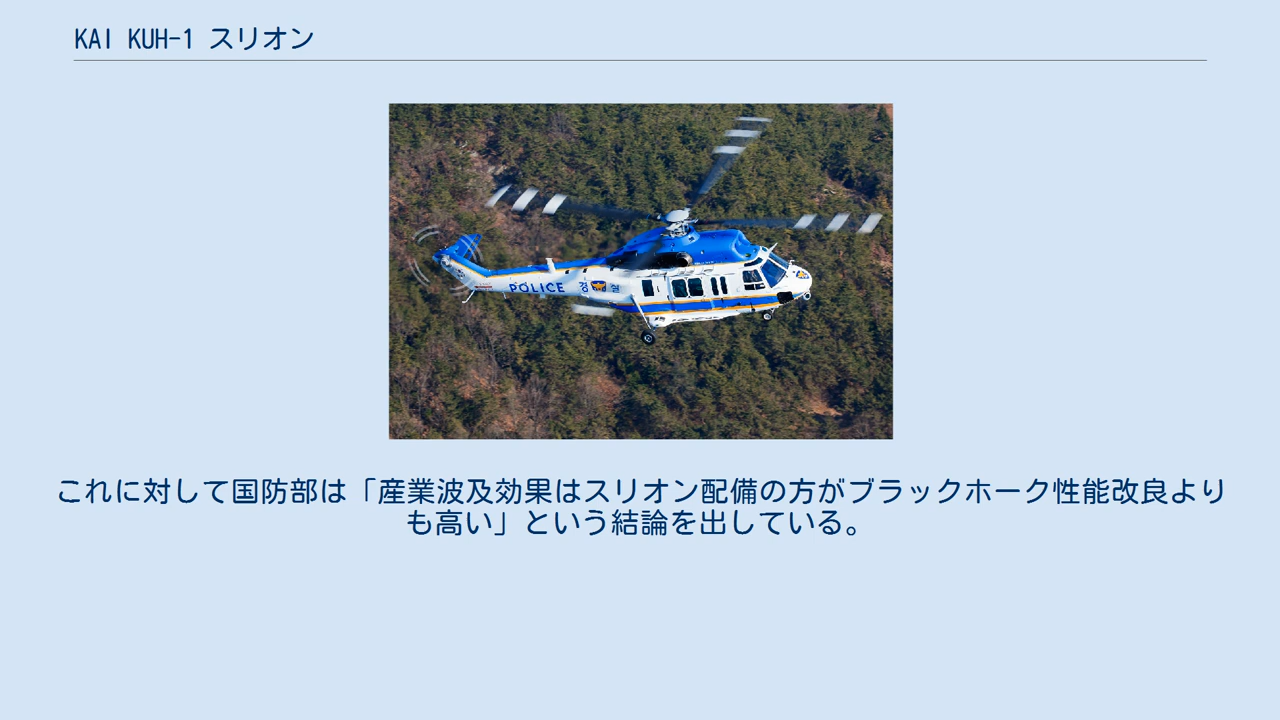 KAI KUH-1 スリオン
POLICE 경찰
これに対して国防部は「産業波及効果はスリオン配備の方がブラックホーク性能改良より
も高い」という結論を出している。